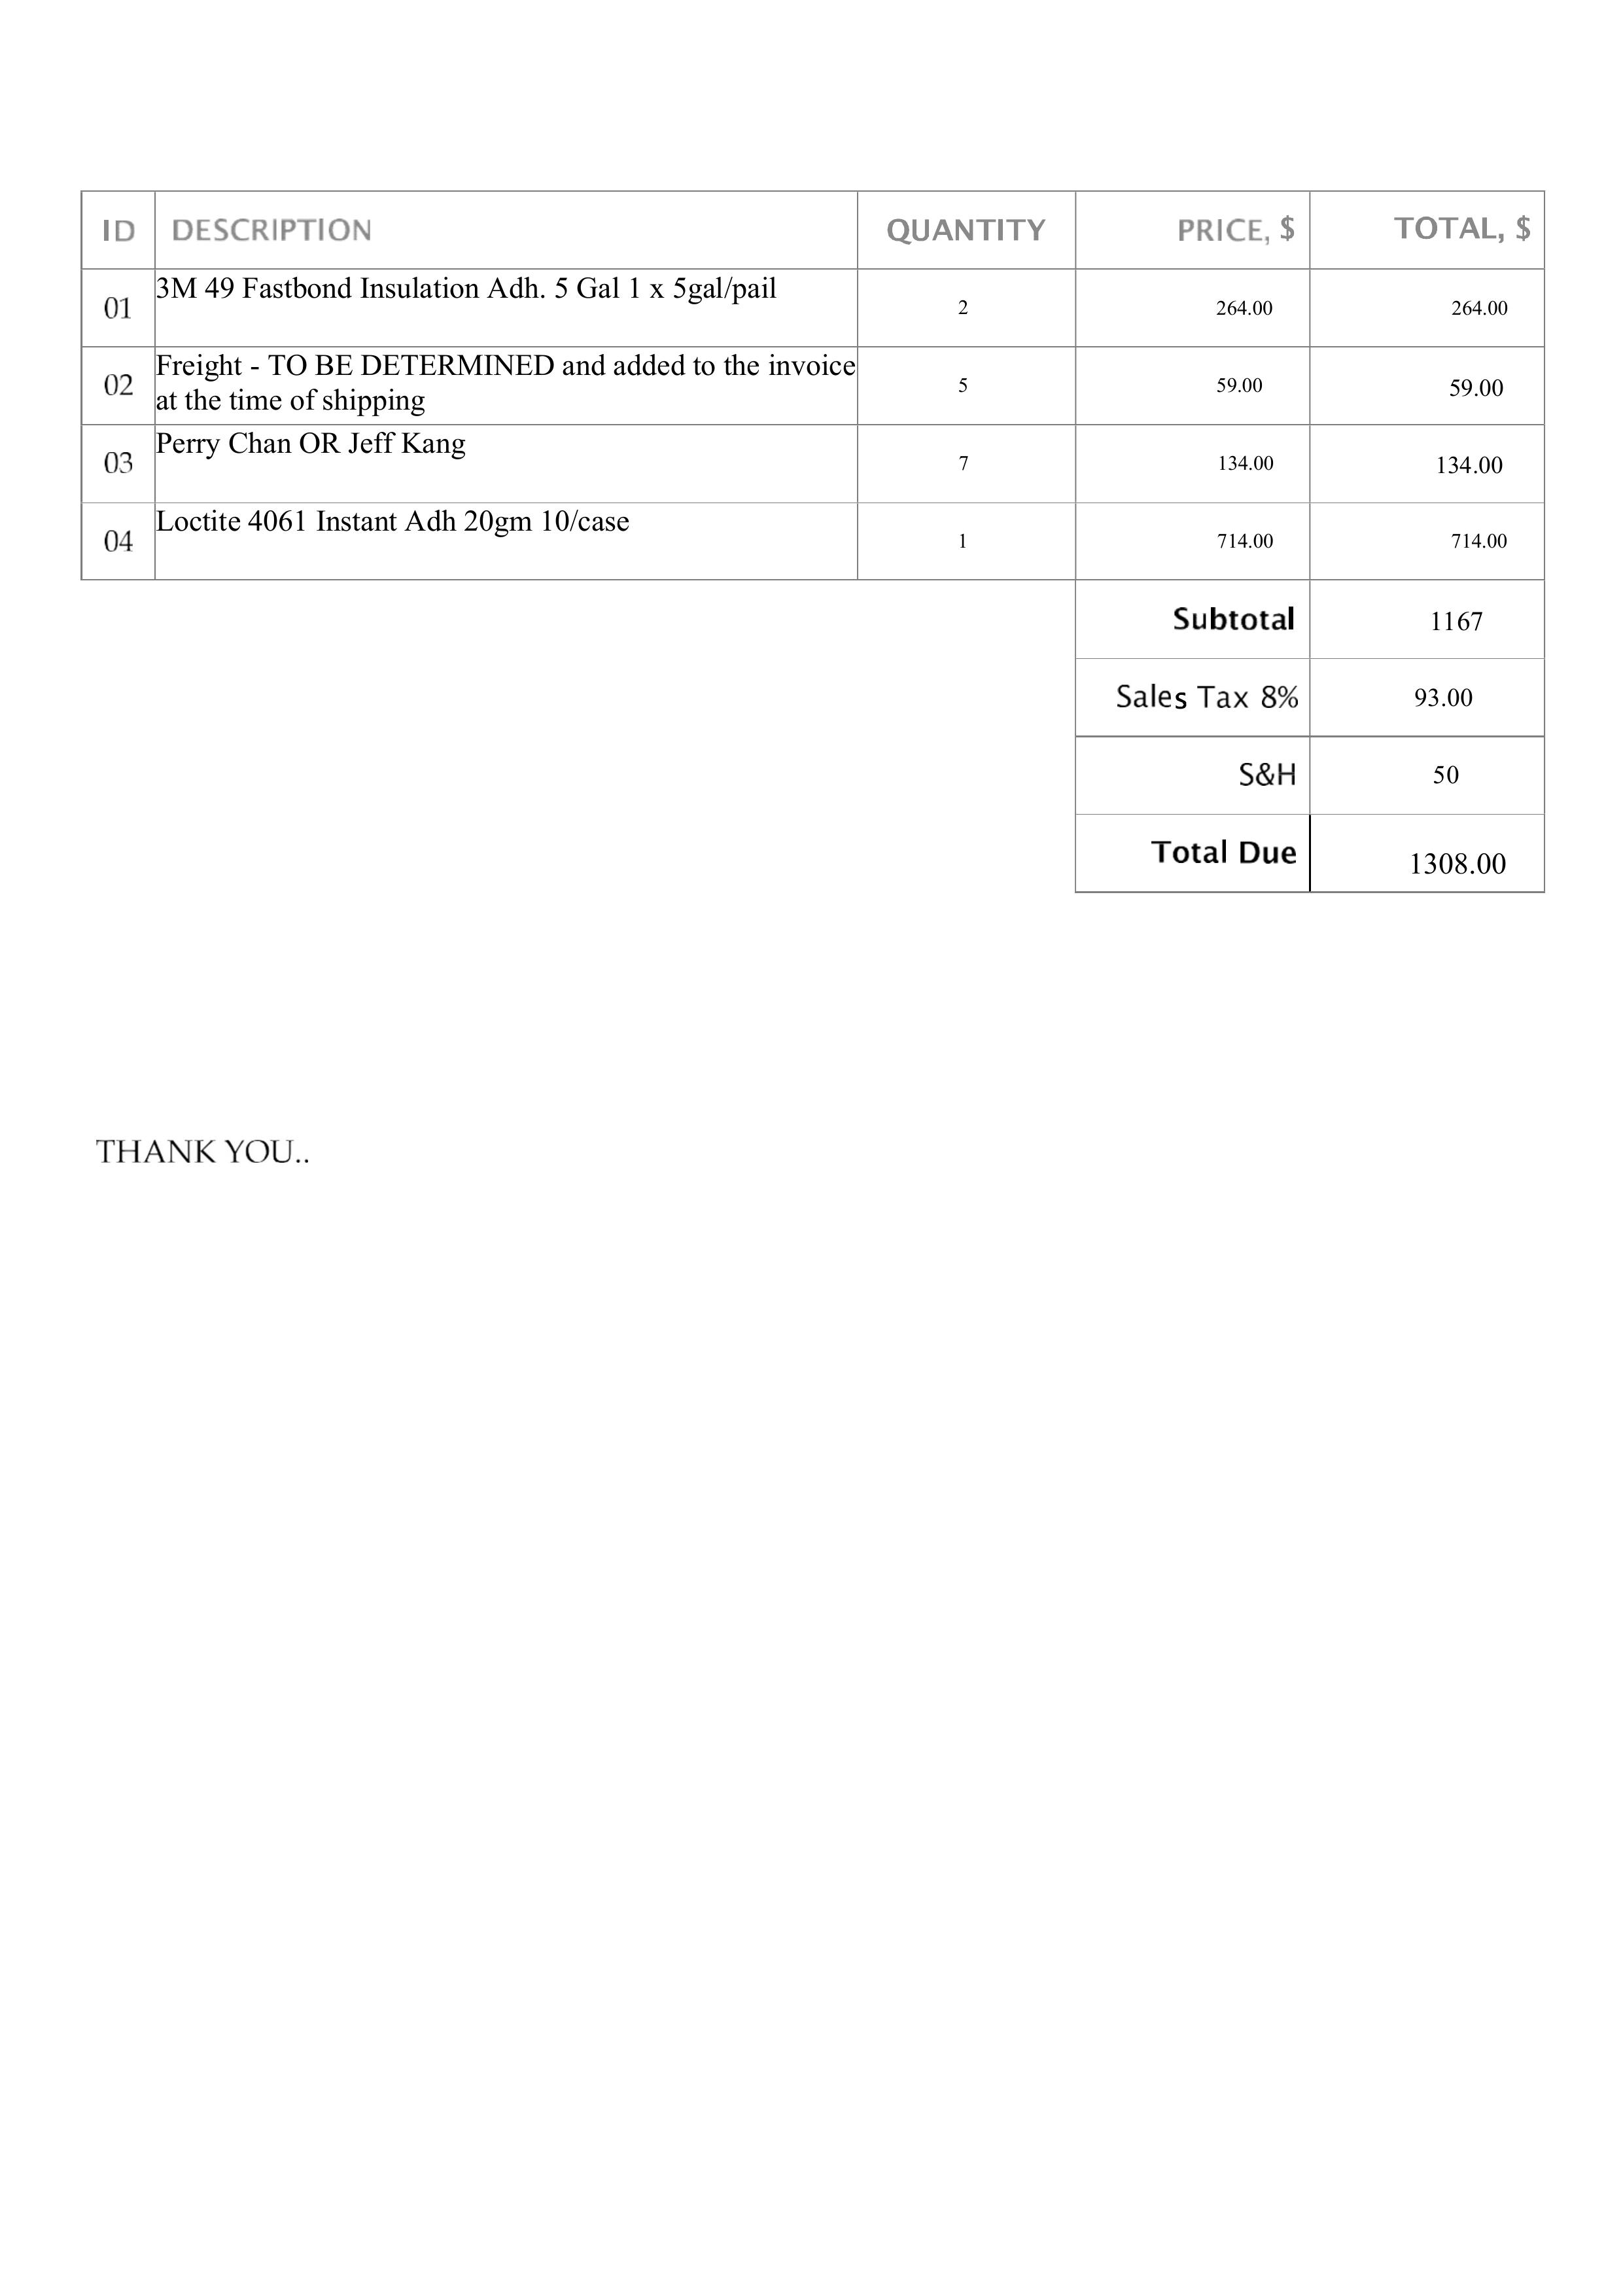 ID DESCRIPTION QUANTITY PRICE, $ TOTAL, $
01 3M 49 Fastbond Insulation Adh. 5 Gal 1 x 5gal/pail 2 264.00 264.00
02 Freight - TO BE DETERMINED and added to the invoice 5 59.00 59.00
at the time of shipping
03 Perry Chan OR Jeff Kang 7 134.00 134.00
04 Loctite 4061 Instant Adh 20gm 10/case 1 714.00 714.00
Subtotal 1167
Sales Tax 8% 93.00
S&H 50
Total Due 1308.00
THANK YOU..